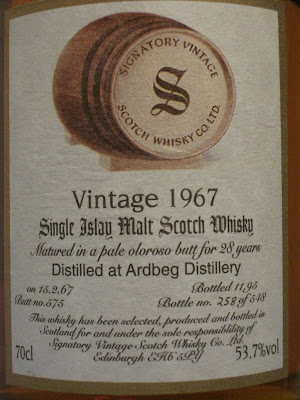 SIGNATORY VINTAGE
S
SCOTCH WHISKY CO. LTD.
Vintage 1967
Single Islay Malt Scotch Whisky
Matured in a pale oloroso butt for 28 years
Distilled at Ardbeg Distillery
on 15.2.67 Bottled 11,95
Butt no.575 Bottle no. 258 of 548
This whisky has been selected, produced and bottled in
Scotland for and under the sole responsiblility of
Signatory Vintage Scotch Whisky Co. Ltd.
70cl Edinburgh EH6 5PY 53.7%vol